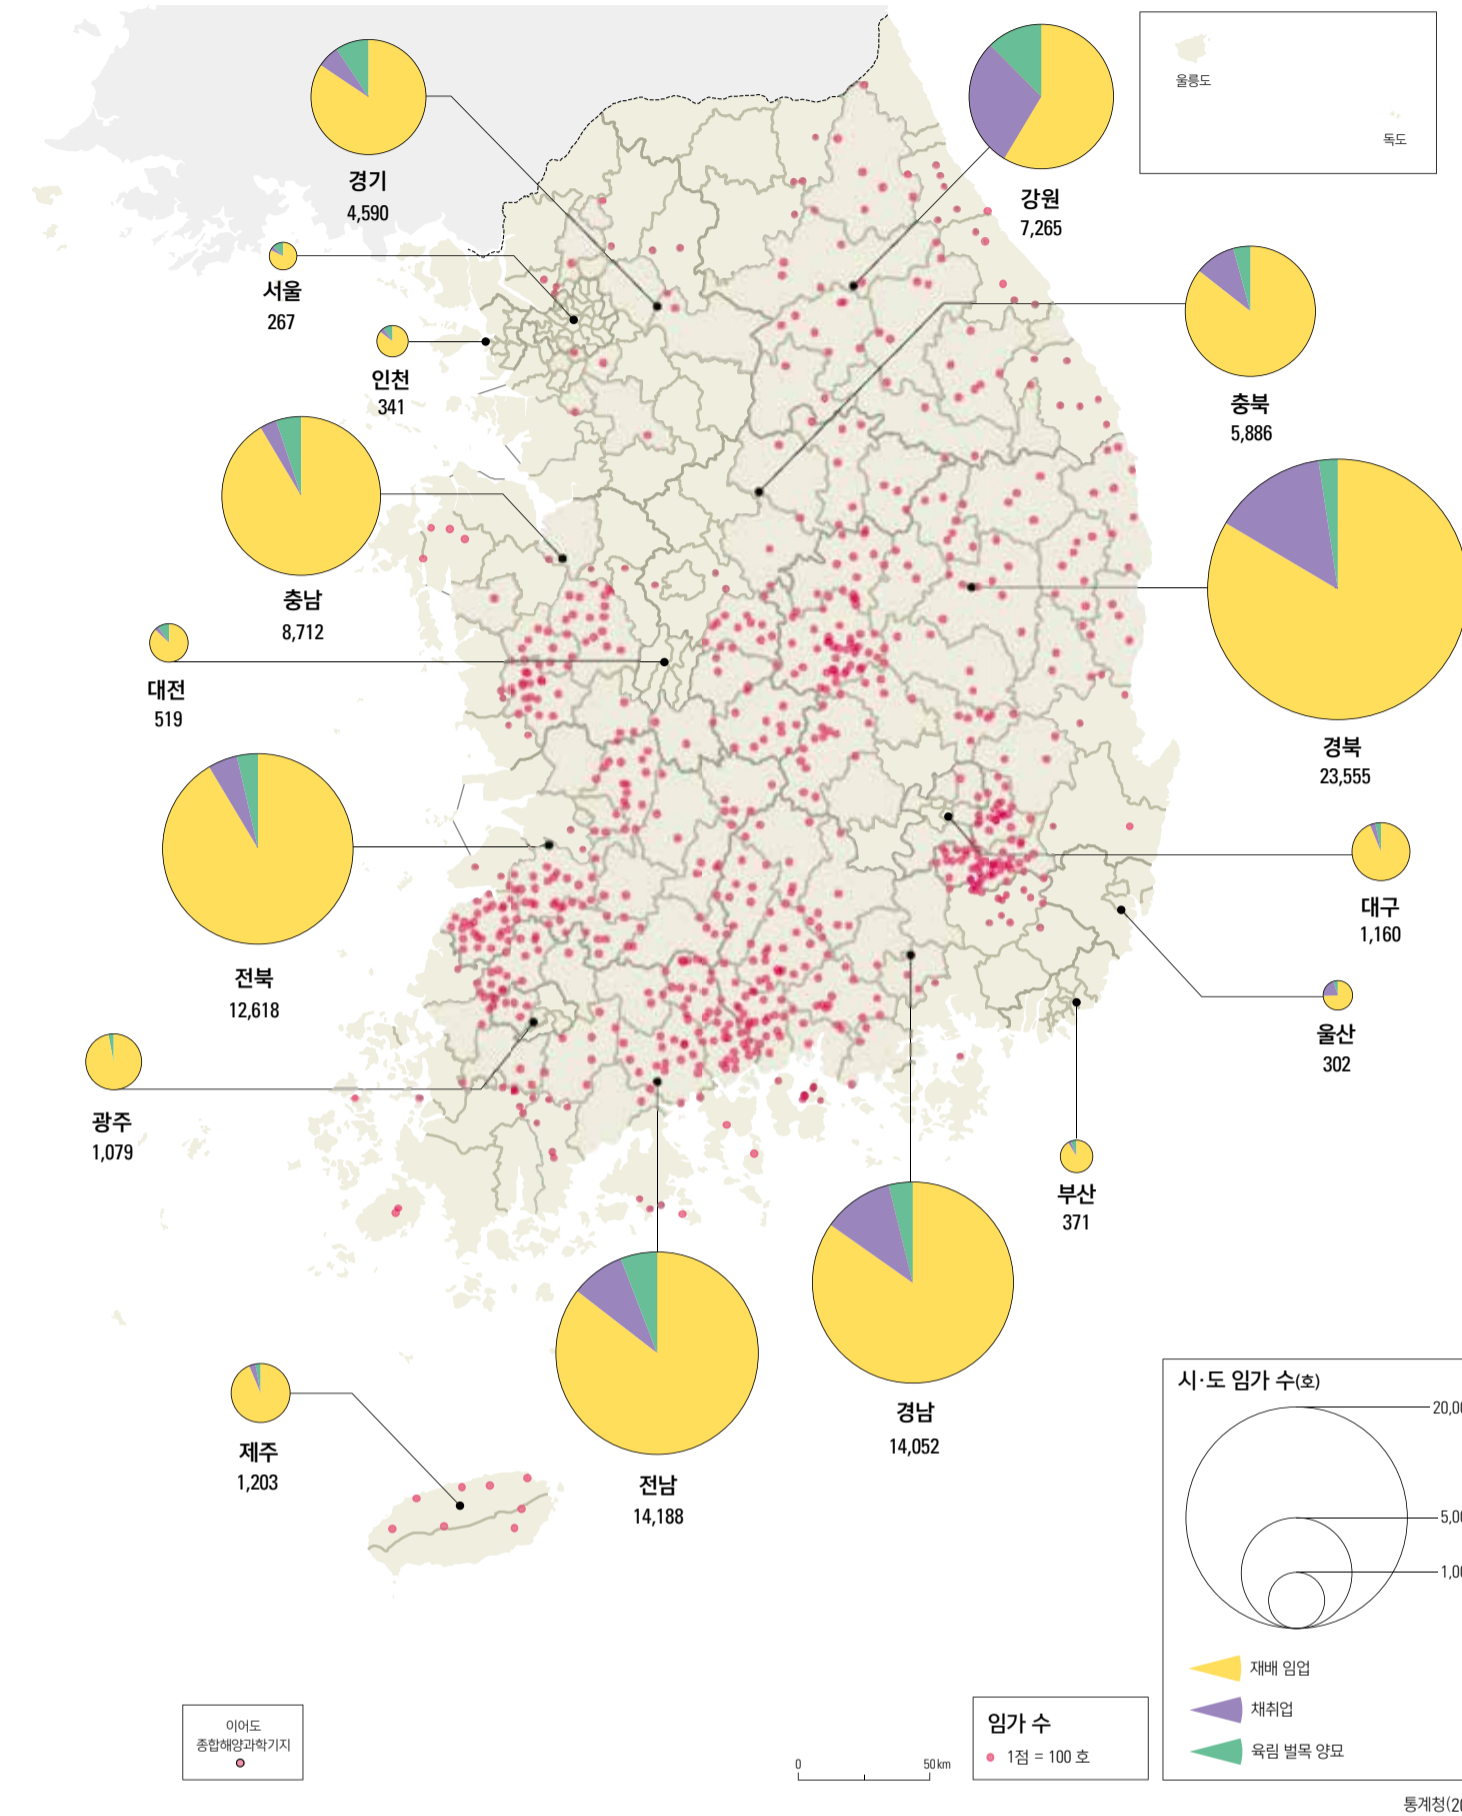 울릉도
독도
경기
4,590
강원
7,265
서울
267
인천
341
충북
5,886
충남
8,712
대전
519
경북
23,555
전북
12,618
대구
1,160
울산
302
광주
1,079
부산
371
경남
14,052
전남
14,188
제주
1,203
시·도 임가 수(호)
재배 임업
채취업
육림 벌목 양묘
이어도
종합해양과학기지
0 50 km
임가 수
1점 = 100 호
통계청